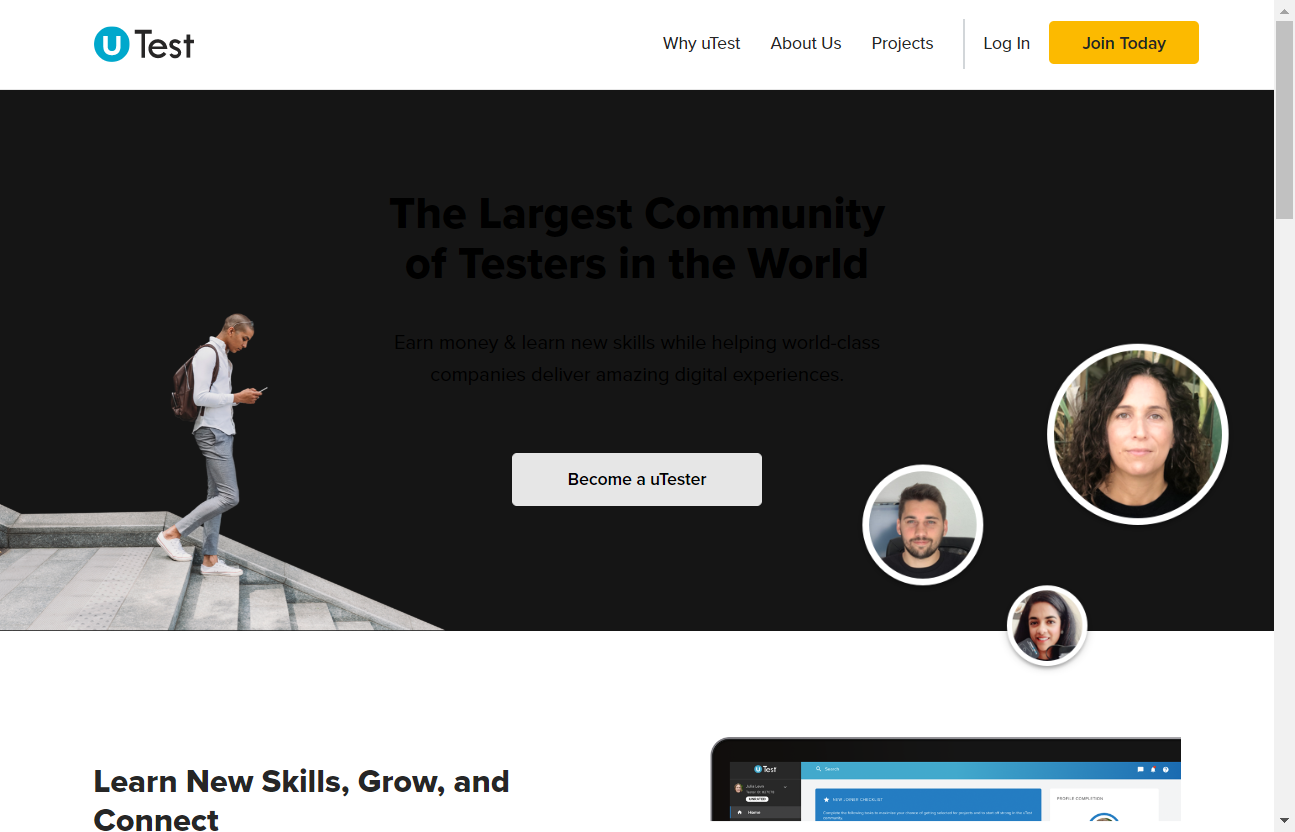 uTest
Why uTest
About Us
Projects
Log In
Join Today
The Largest Community
of Testers in the World
Earn money & learn new skills while helping world-class
companies deliver amazing digital experiences.
Become a uTester
Learn New Skills, Grow, and
Connect
uTest
Search
NEW JOINER CHECKLIST
PROFILE COMPLETION
Home